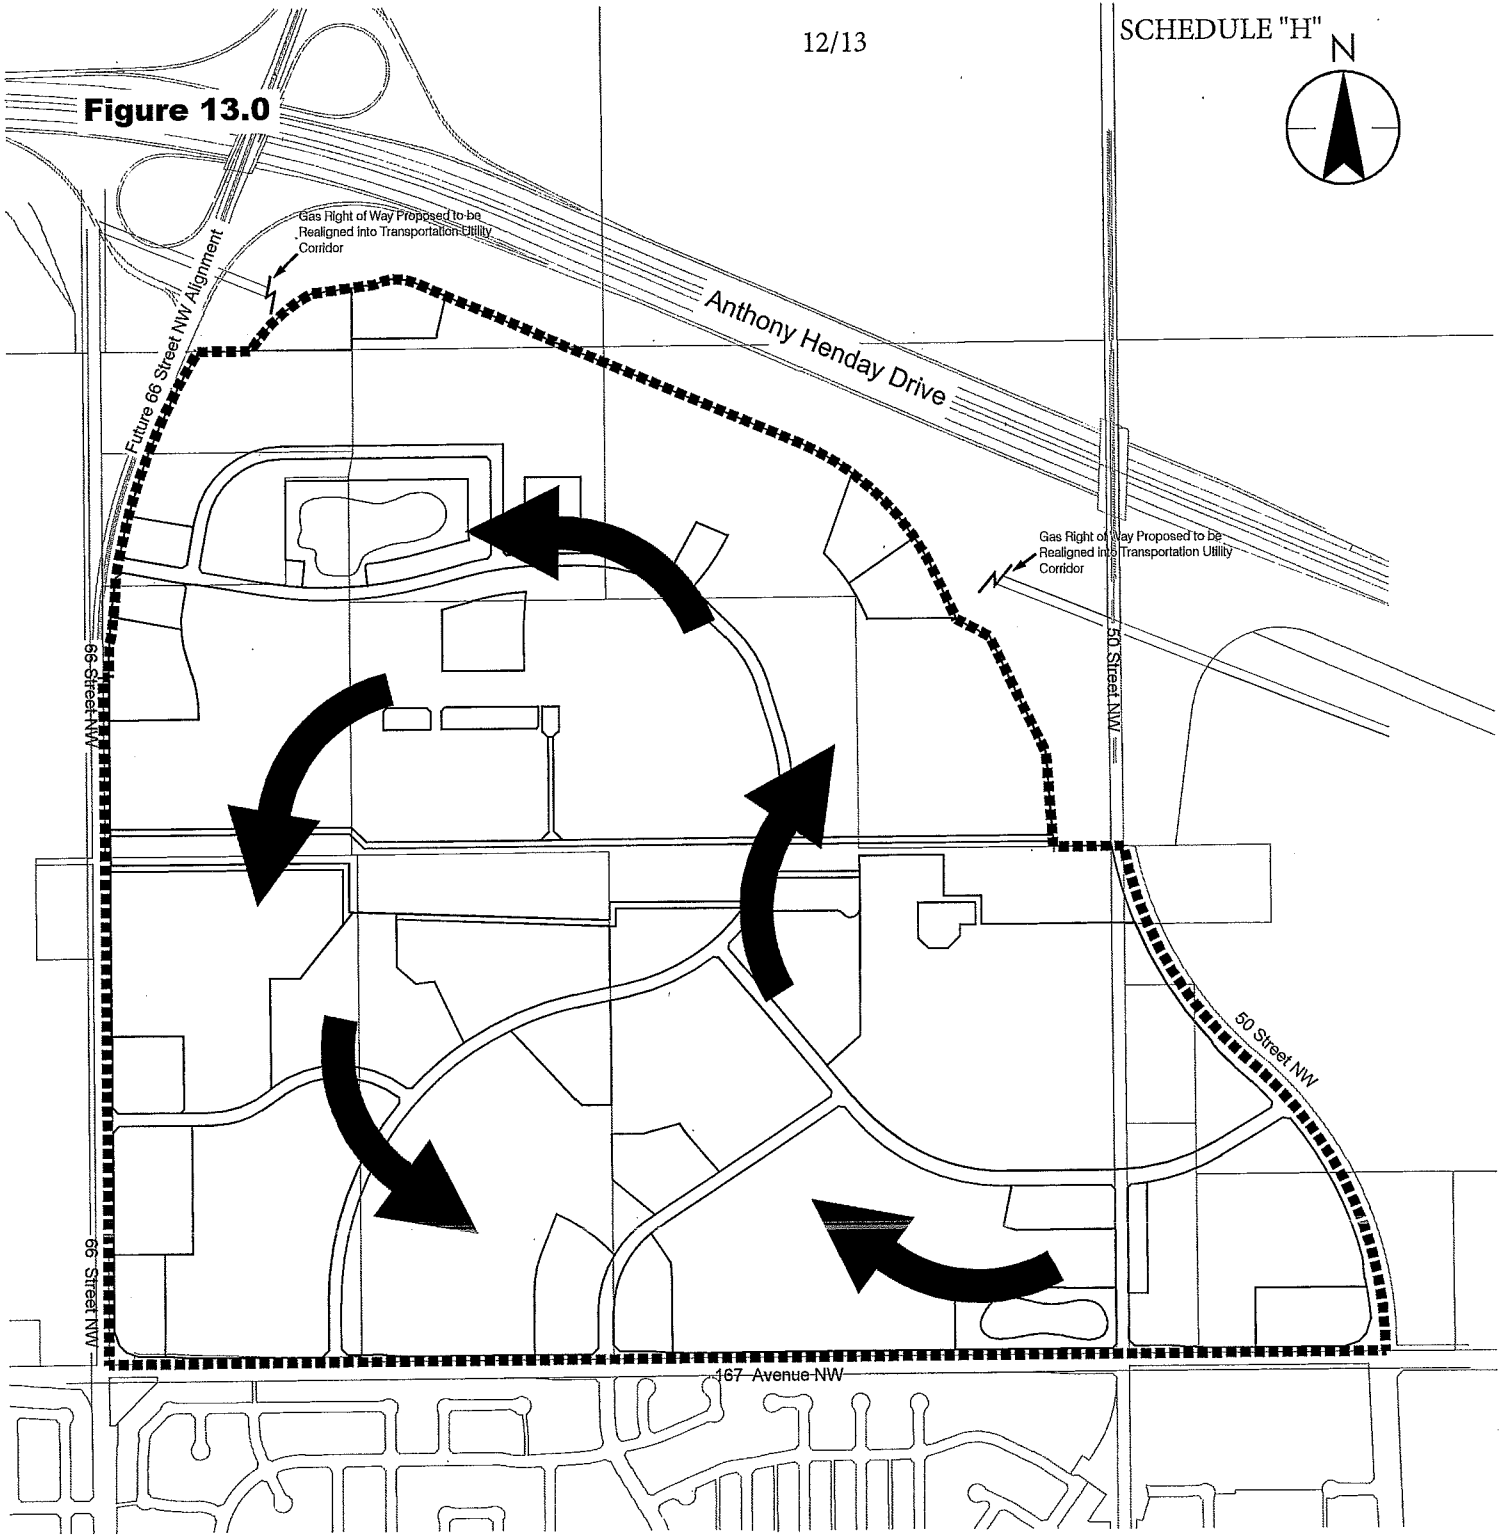 12/13
SCHEDULE "H"
N
Figure 13.0
Gas Right of Way Proposed to be
Realigned into Transportation Utility
Corridor
Future 66 Street NW Alignment
Anthony Henday Drive
Gas Right of Way Proposed to be
Realigned into Transportation Utility
Corridor
66 Street NW
50 Street NW
50 Street NW
66 Street NW
167 Avenue NW